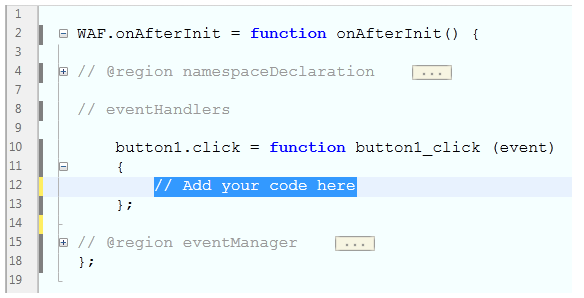 1
2 WAF.onAfterInit = function onAfterInit() {
3
4 // @region namespaceDeclaration ...
7
8 // eventHandlers
9
10 button1.click = function button1_click (event)
11 {
12 // Add your code here
13 };
14
15 // @region eventManager ...
18 };
19